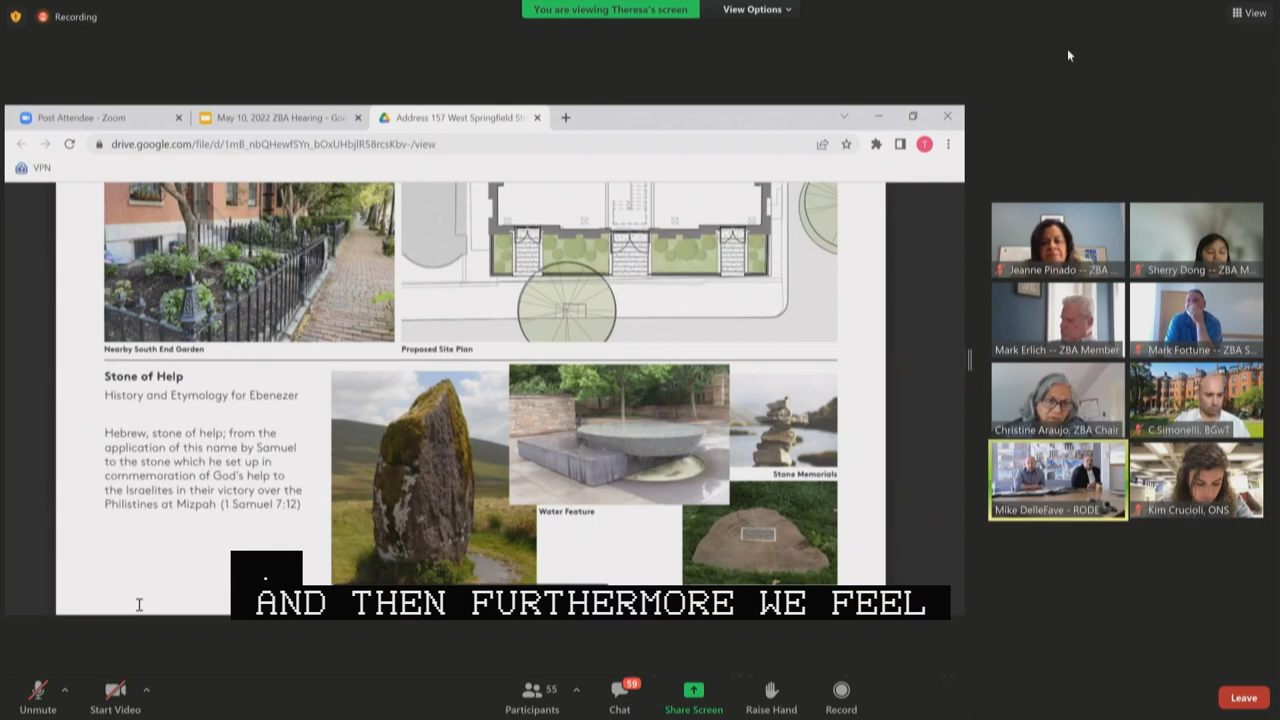 Recording
You are viewing Theresa's screen
View Options
View
Post Attendee - Zoom
May 10, 2022 ZBA Hearing - Goo
Address 157 West Springfield St
drive.google.com/file/d/1mB_nbQHewfSYn_bOxUHbjlR58rcsKbv-/view
VPN
Nearby South End Garden
Proposed Site Plan
Stone of Help
History and Etymology for Ebenezer
Hebrew, stone of help; from the
application of this name by Samuel
to the stone which he set up in
commemoration of God's help to
the Israelites in their victory over the
Philistines at Mizpah (1 Samuel 7:12)
Stone Memorials
Water Feature
.
AND THEN FURTHERMORE WE FEEL
Jeanne Pinado -- ZBA ...
Sherry Dong -- ZBA M...
Mark Erlich -- ZBA Member
Mark Fortune -- ZBA S...
Christine Araujo, ZBA Chair
C.Simonelli, BGwT
Mike DelleFave - RODE
Kim Crucioli, ONS
Unmute
Start Video
55
Participants
59
Chat
Share Screen
Raise Hand
Record
Leave